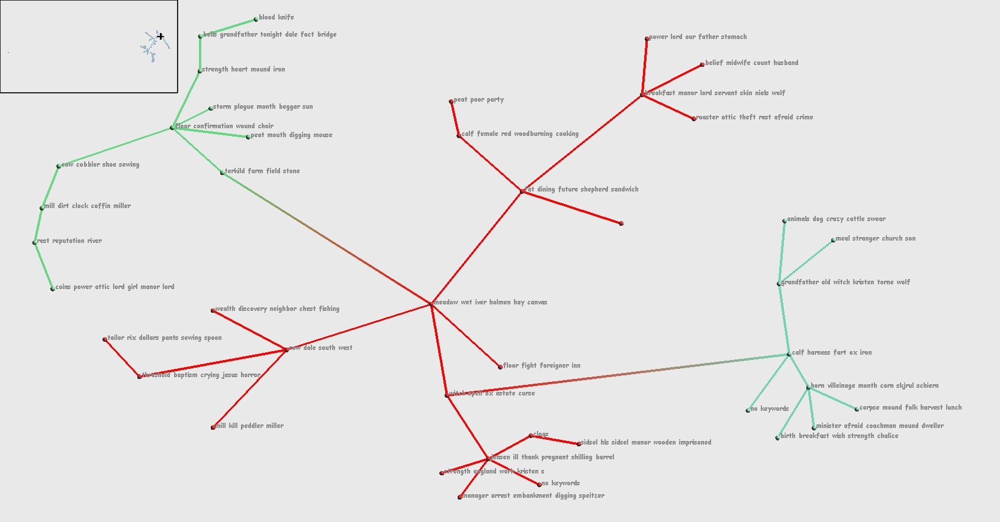 blood knife
bells grandfather tonight dale fact bridge
power lord our father stomach
belief midwife count husband
strength heart mound iron
breakfast manor lord servant skin niels wolf
peat poor party
storm plague month beggar sun
rooster attic theft rest afraid crime
floor confirmation wound choir
calf female red woodburning cooking
peat mouth digging mouse
cow cobbler shoe sewing
terkild farm field stone
fat dining future shepherd sandwich
mill dirt clock coffin miller
animals dog crazy cattle swear
meal stranger church son
rest reputation river
grandfather old witch kristen torne wolf
coins power attic lord girl manor lord
meadow wet iver holmen hay canvas
wealth discovery neighbor chest fishing
tailor rix dollars pants sewing spoon
cow dale south west
calf harness fart ox iron
floor fight foreigner inn
threshold baptism crying jesus horror
horn villeinage month corn skjrul schiern
witch spell ox estate curse
no keywords
corpse mound folk harvest lunch
mill kill peddler miller
minister afraid coachman mound dweller
clogs
birth breakfast wish strength chalice
sidsel hls sidsel manor wooden imprisoned
jensen ill thank pregnant shilling barrel
strength england work kristen s
no keywords
manager arrest embankment digging speitzer